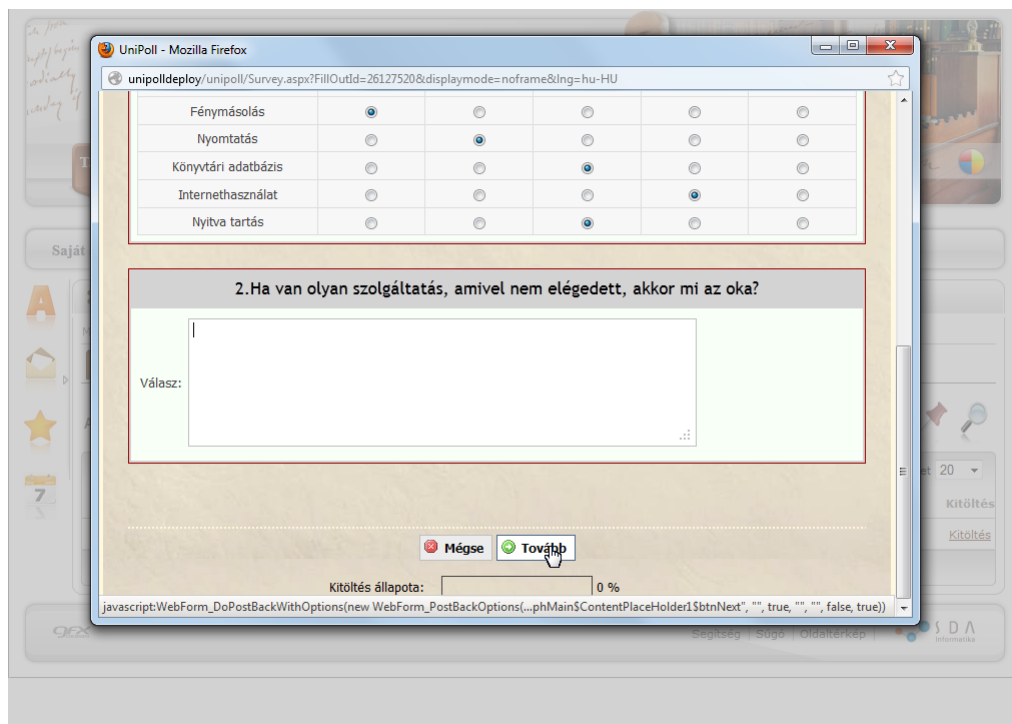 UniPoll - Mozilla Firefox
unipolldeploy/unipoll/Survey.aspx?FillOutId=26127520&displaymode=noframe&lng=hu-HU
Fénymásolás
Nyomtatás
Könyvtári adatbázis
Internethasználat
Nyitva tartás
Saját
2.Ha van olyan szolgáltatás, amivel nem elégedett, akkor mi az oka?
Válasz:
et 20
7
Kitöltés
Kitöltés
Mégse Tovább
Kitöltés állapota: 0 %
javascript:WebForm_DoPostBackWithOptions(new WebForm_PostBackOptions(...phMain$ContentPlaceHolder1$btnNext", "", true, "", "", false, true))
Segítség Súgó Oldaltérkép
SDA
Informatika